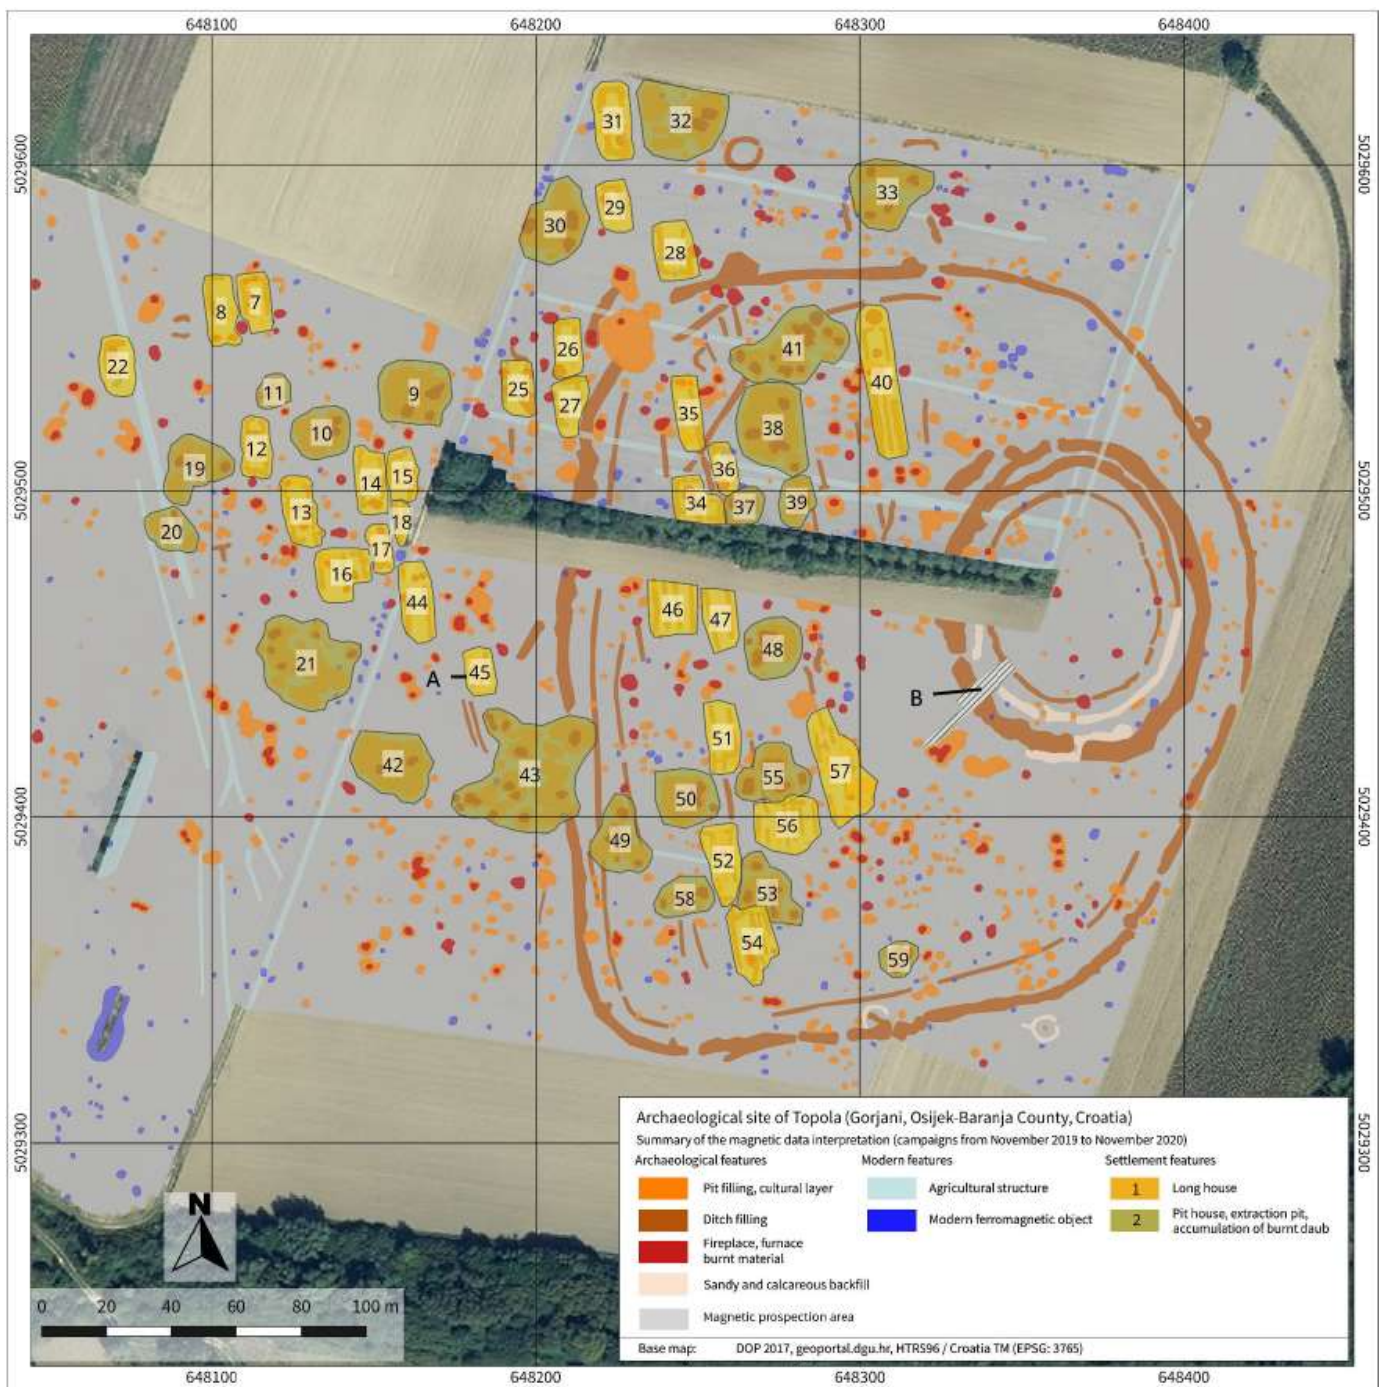 648100 648200 648300 648400
31 32
5029600 5029600
33
29
30
28
7
8
26
41
22
25 40
11 9
27 35
10 38
12
36
19 15
14
5029500 34 37 39 5029500
13 18
20
17
16
44 46 47
48
21
45
A
B
51
57
42 43 55
50
5029400 56 5029400
49
52
58 53
54
59
5029300 5029300
Archaeological site of Topola (Gorjani, Osijek-Baranja County, Croatia)
Summary of the magnetic data interpretation (campaigns from November 2019 to November 2020)
Archaeological features
Pit filling, cultural layer
Ditch filling
Fireplace, furnace
burnt material
Sandy and calcareous backfill
Magnetic prospection area
Modern features
Agricultural structure
Modern ferromagnetic object
Settlement features
1 Long house
2 Pit house, extraction pit,
accumulation of burnt daub
Base map: DOP 2017, geoportal.dgu.hr, HTRS96 / Croatia TM (EPSG: 3765)
N
0 20 40 60 80 100 m
648100 648200 648300 648400